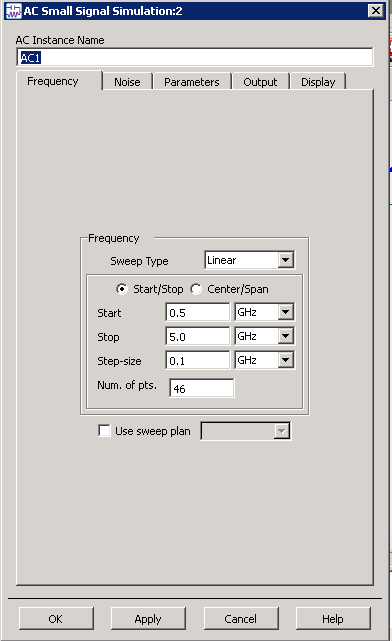 AC Small Signal Simulation:2
AC Instance Name
AC1
Frequency Noise Parameters Output Display
Frequency
Sweep Type Linear
Start/Stop Center/Span
Start 0.5 GHz
Stop 5.0 GHz
Step-size 0.1 GHz
Num. of pts. 46
Use sweep plan
OK Apply Cancel Help